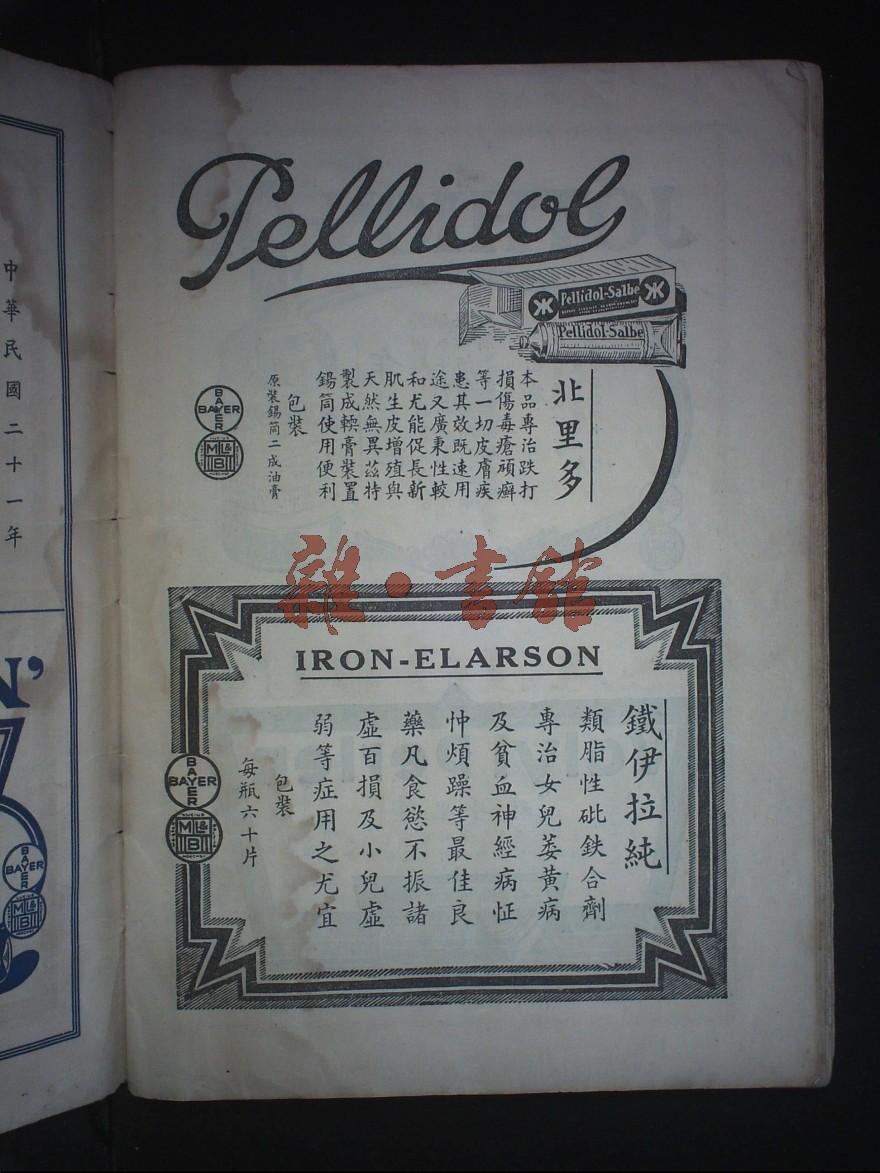 中華民國二十一年
N'
BAYER
BAYER
Pellidol
Pellidol-Salbe
Pellidol-Salbe
北里多
本品專治跌打
損傷毒瘡頑癬
等一切皮膚疾
患其效既速用
途又廣秉性較
和尤能促長新
肌生皮增殖與
天然無異茲特
製成輭膏裝置
錫筒使用便利
包裝
原裝錫筒二成油膏
BAYER
BAYER
雜·書館
IRON-ELARSON
鐵伊拉純
類脂性砒鉄合劑
專治女兒萎黃病
及貧血神經病怔
忡煩躁等最佳良
藥凡食慾不振諸
虛百損及小兒虛
弱等症用之尤宜
包裝
每瓶六十片
BAYER
BAYER